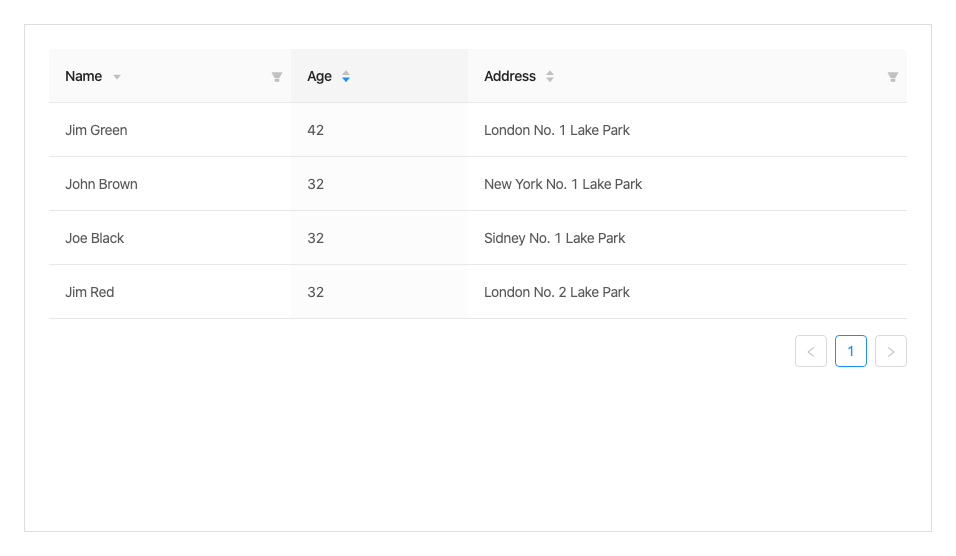 Name Age Address
Jim Green 42 London No. 1 Lake Park
John Brown 32 New York No. 1 Lake Park
Joe Black 32 Sidney No. 1 Lake Park
Jim Red 32 London No. 2 Lake Park
1